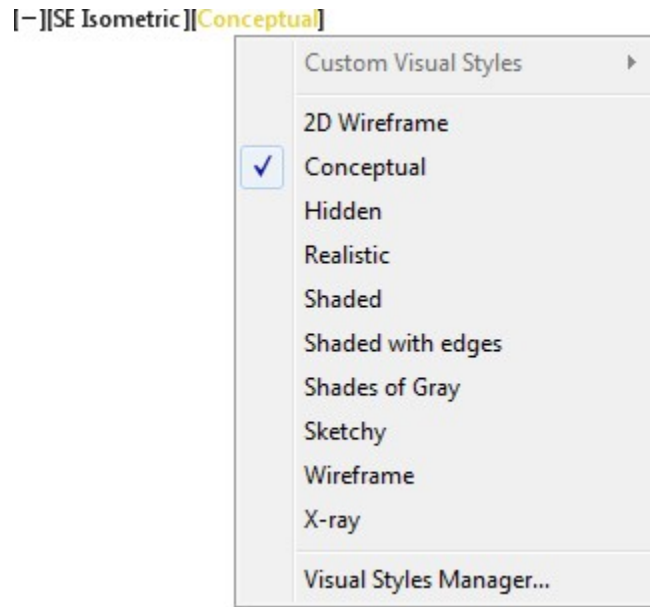 [−][SE Isometric][Conceptual]
Custom Visual Styles
2D Wireframe
Conceptual
Hidden
Realistic
Shaded
Shaded with edges
Shades of Gray
Sketchy
Wireframe
X-ray
Visual Styles Manager...